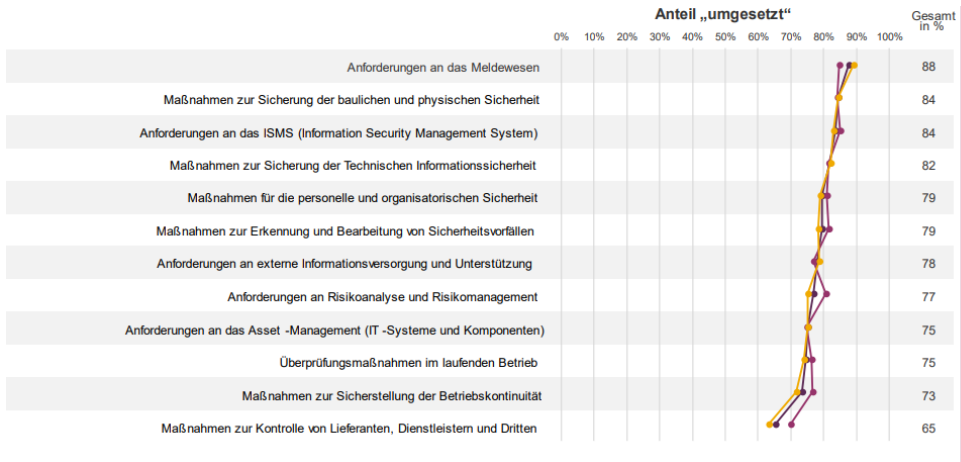 Anteil „umgesetzt“
Gesamt
in %
0% 10% 20% 30% 40% 50% 60% 70% 80% 90% 100%
Anforderungen an das Meldewesen 88
Maßnahmen zur Sicherung der baulichen und physischen Sicherheit 84
Anforderungen an das ISMS (Information Security Management System) 84
Maßnahmen zur Sicherung der Technischen Informationssicherheit 82
Maßnahmen für die personelle und organisatorischen Sicherheit 79
Maßnahmen zur Erkennung und Bearbeitung von Sicherheitsvorfällen 79
Anforderungen an externe Informationsversorgung und Unterstützung 78
Anforderungen an Risikoanalyse und Risikomanagement 77
Anforderungen an das Asset -Management (IT -Systeme und Komponenten) 75
Überprüfungsmaßnahmen im laufenden Betrieb 75
Maßnahmen zur Sicherstellung der Betriebskontinuität 73
Maßnahmen zur Kontrolle von Lieferanten, Dienstleistern und Dritten 65